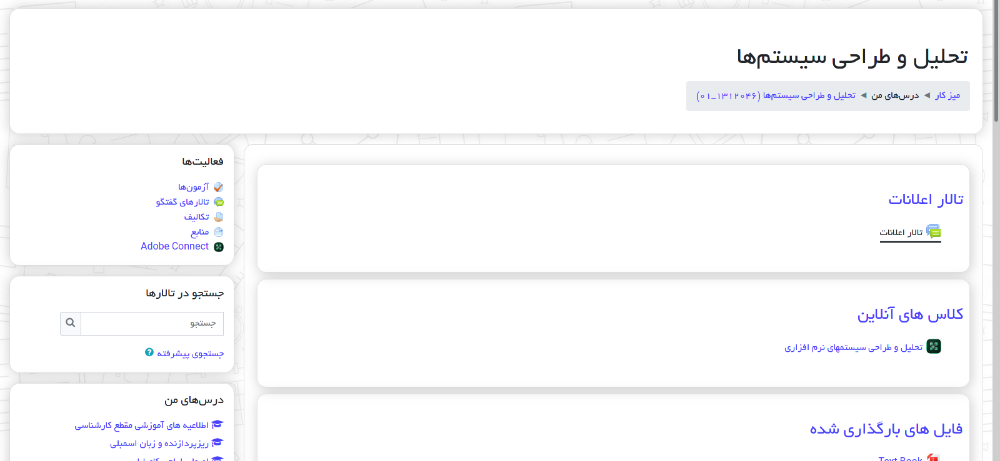 تحلیل و طراحی سیستم‌ها
میز کار ◄ درس‌های من ◄ تحلیل و طراحی سیستم‌ها (۱۳۱۲۰۴۶_۰۱)
تالار اعلانات
تالار اعلانات
کلاس های آنلاین
تحلیل و طراحی سیستمهای نرم افزاری
فایل های بارگذاری شده
Text Book
فعالیت‌ها
آزمون‌ها
تالارهای گفتگو
تکالیف
منابع
Adobe Connect
جستجو در تالارها
جستجو
جستجوی پیشرفته
درس‌های من
اطلاعیه های آموزشی مقطع کارشناسی
ریزپردازنده و زبان اسمبلی